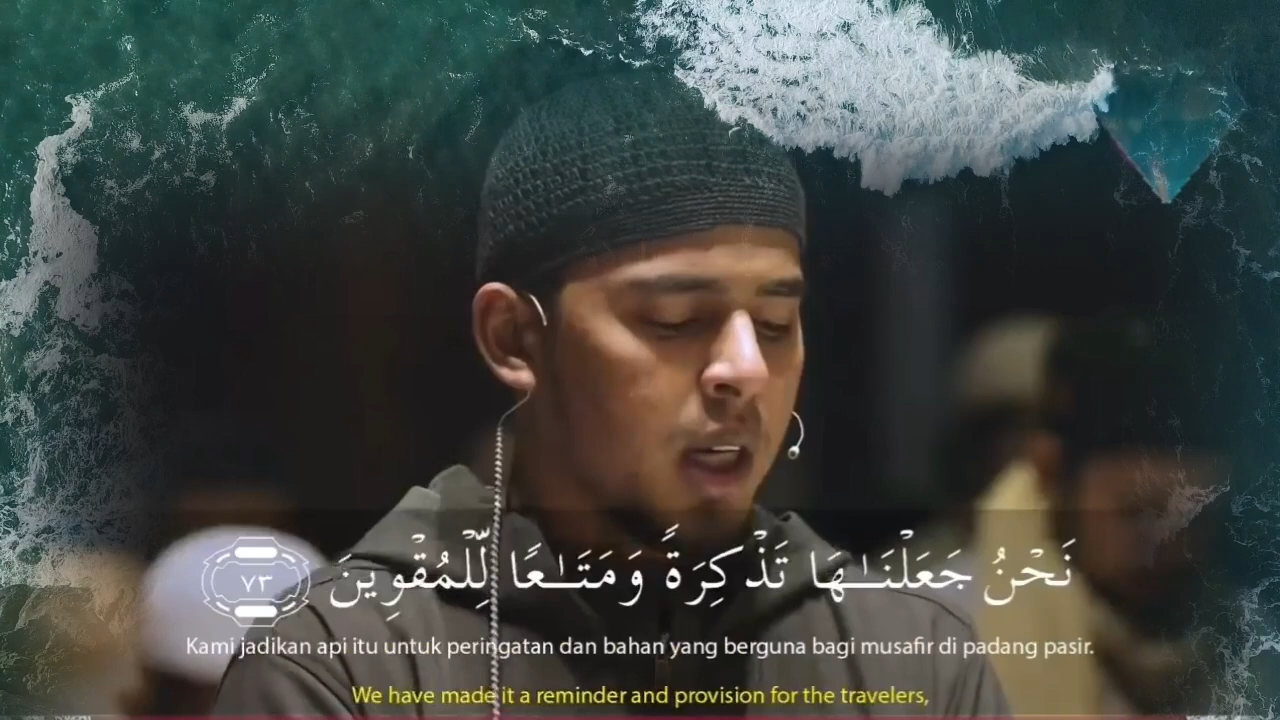 نَحْنُ جَعَلْنَـٰهَا تَذْكِرَةً وَمَتَـٰعًا لِّلْمُقْوِينَ ٧٣
Kami jadikan api itu untuk peringatan dan bahan yang berguna bagi musafir di padang pasir.
We have made it a reminder and provision for the travelers,